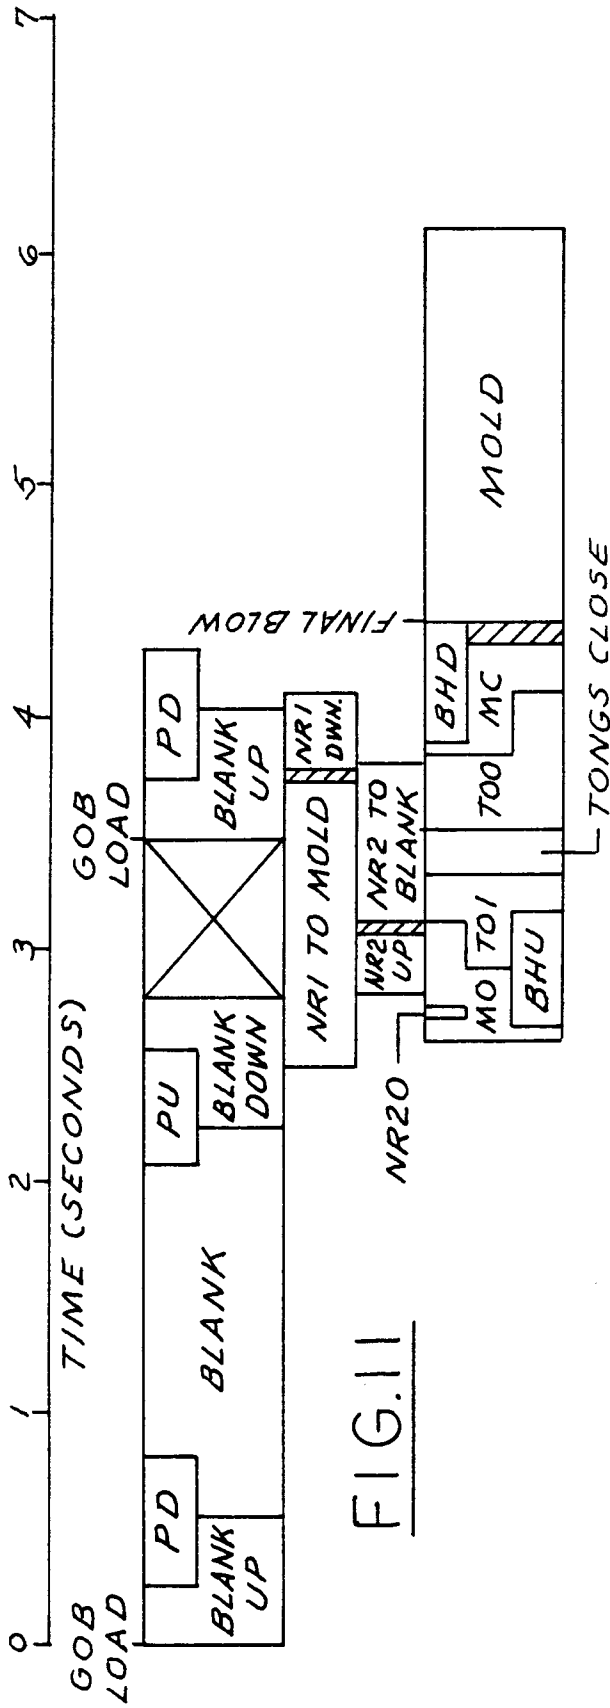 0 1 2 3 4 5 6 7
TIME (SECONDS)
GOB
LOAD
GOB
LOAD
PD
PU
PD
BLANK
UP
BLANK
BLANK
DOWN
BLANK
UP
NR1 TO MOLD
NR1
DWN.
NR2
UP
NR2 TO
BLANK
FINAL BLOW
NR2O
MO
TOI
BHU
TOO
BHD
MC
MOLD
TONGS CLOSE
FIG.11